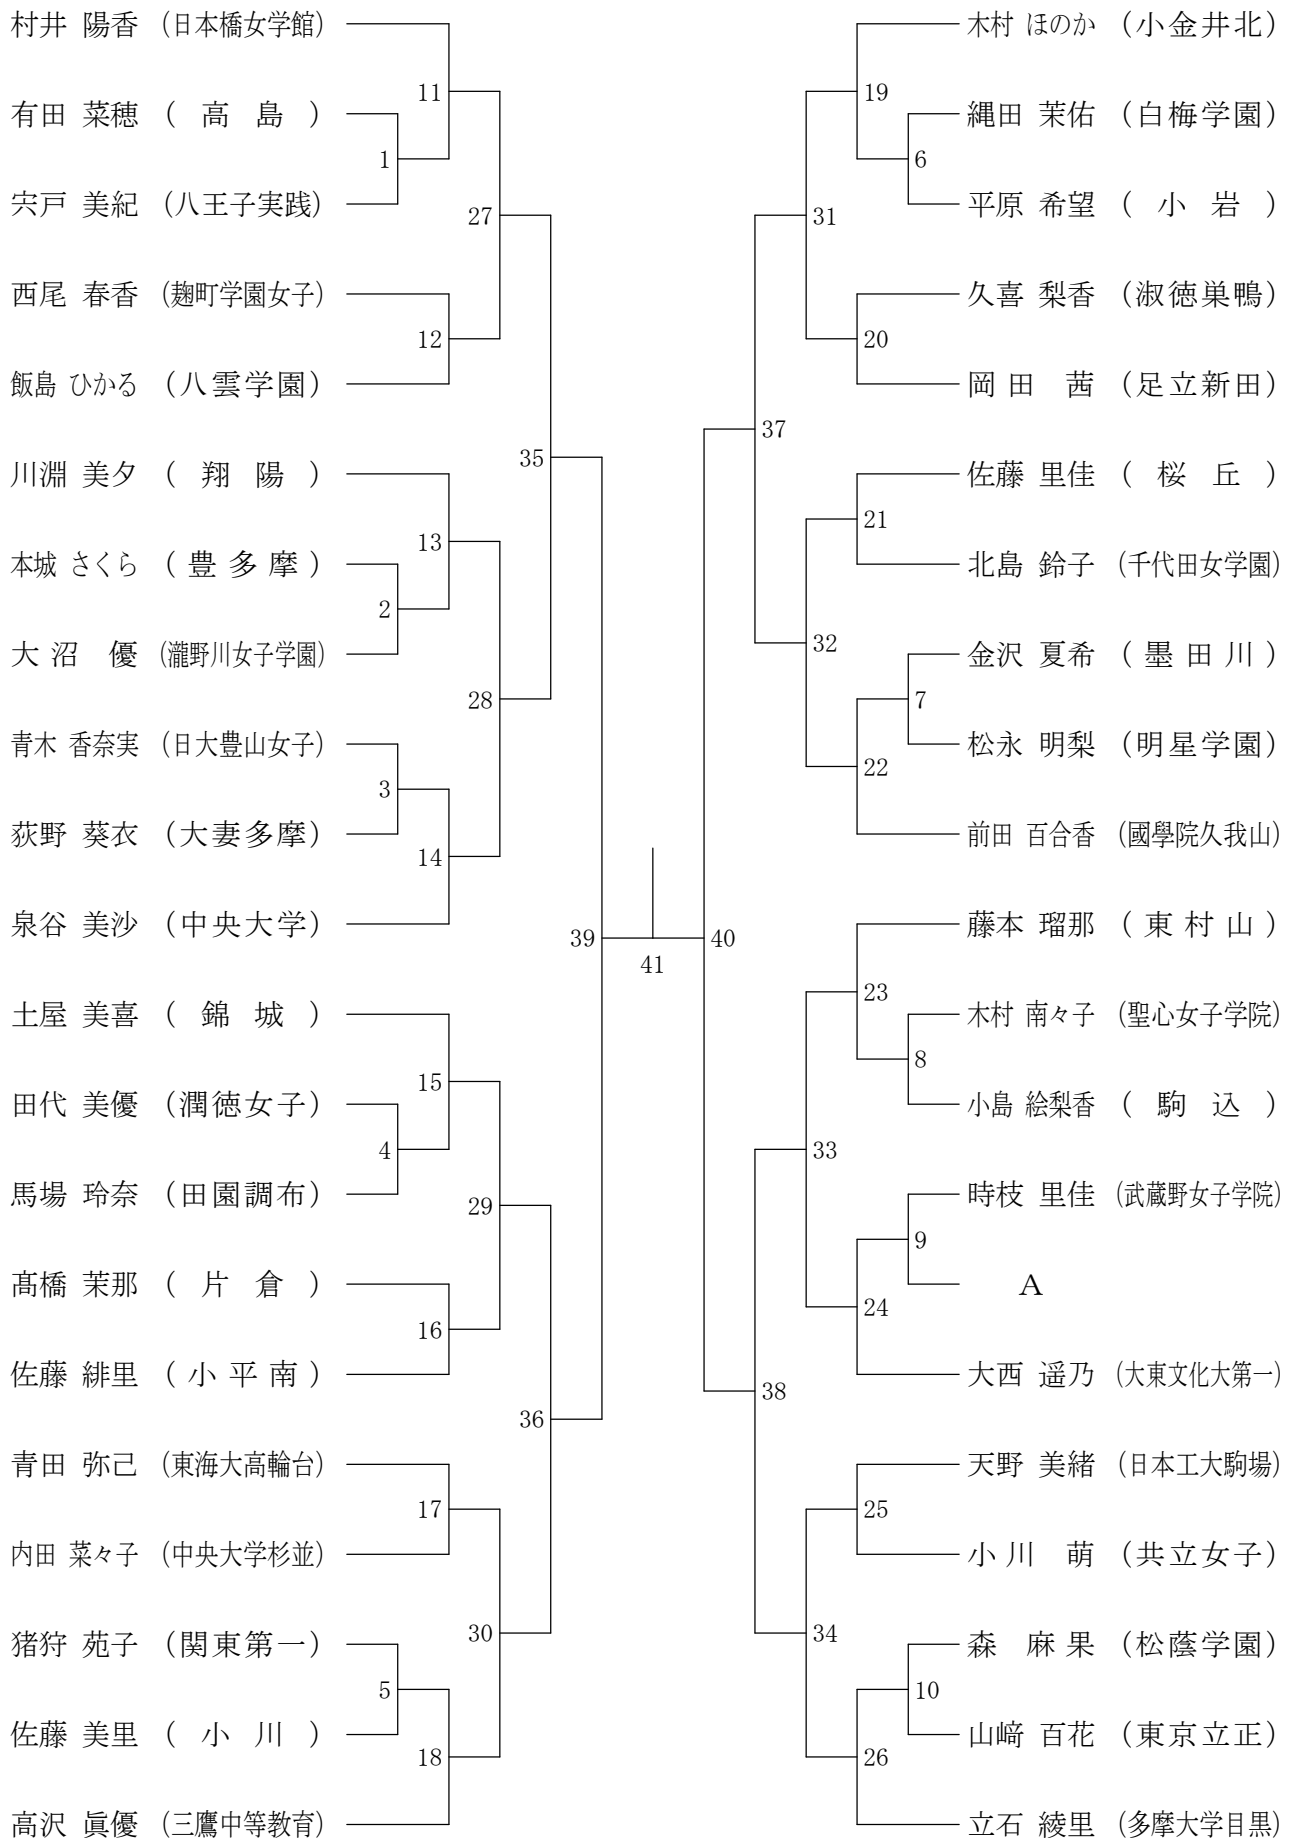 村井 陽香 (日本橋女学館)
11
有田 菜穂 ( 高 島 )
1
宍戸 美紀 (八王子実践)
27
西尾 春香 (麹町学園女子)
12
飯島 ひかる (八雲学園)
35
川淵 美夕 ( 翔 陽 )
13
本城 さくら ( 豊 多 摩 )
2
大 沼 優 (瀧野川女子学園)
28
青木 香奈実 (日大豊山女子)
3
荻野 葵衣 (大妻多摩)
14
泉谷 美沙 (中央大学)
39
土屋 美喜 ( 錦 城 )
15
田代 美優 (潤徳女子)
4
馬場 玲奈 (田園調布)
29
髙橋 茉那 ( 片 倉 )
16
佐藤 緋里 ( 小 平 南 )
36
青田 弥己 (東海大高輪台)
17
内田 菜々子 (中央大学杉並)
30
猪狩 苑子 (関東第一)
5
佐藤 美里 ( 小 川 )
18
高沢 眞優 (三鷹中等教育)
41
木村 ほのか (小金井北)
19
縄田 茉佑 (白梅学園)
6
平原 希望 ( 小 岩 )
31
久喜 梨香 (淑徳巣鴨)
20
岡 田 茜 (足立新田)
37
佐藤 里佳 ( 桜 丘 )
21
北島 鈴子 (千代田女学園)
32
金沢 夏希 ( 墨 田 川 )
7
松永 明梨 (明星学園)
22
前田 百合香 (國學院久我山)
40
藤本 瑠那 ( 東 村 山 )
23
木村 南々子 (聖心女子学院)
8
小島 絵梨香 ( 駒 込 )
33
時枝 里佳 (武蔵野女子学院)
9
A
24
大西 遥乃 (大東文化大第一)
38
天野 美緒 (日本工大駒場)
25
小 川 萌 (共立女子)
34
森 麻 果 (松蔭学園)
10
山﨑 百花 (東京立正)
26
立石 綾里 (多摩大学目黒)